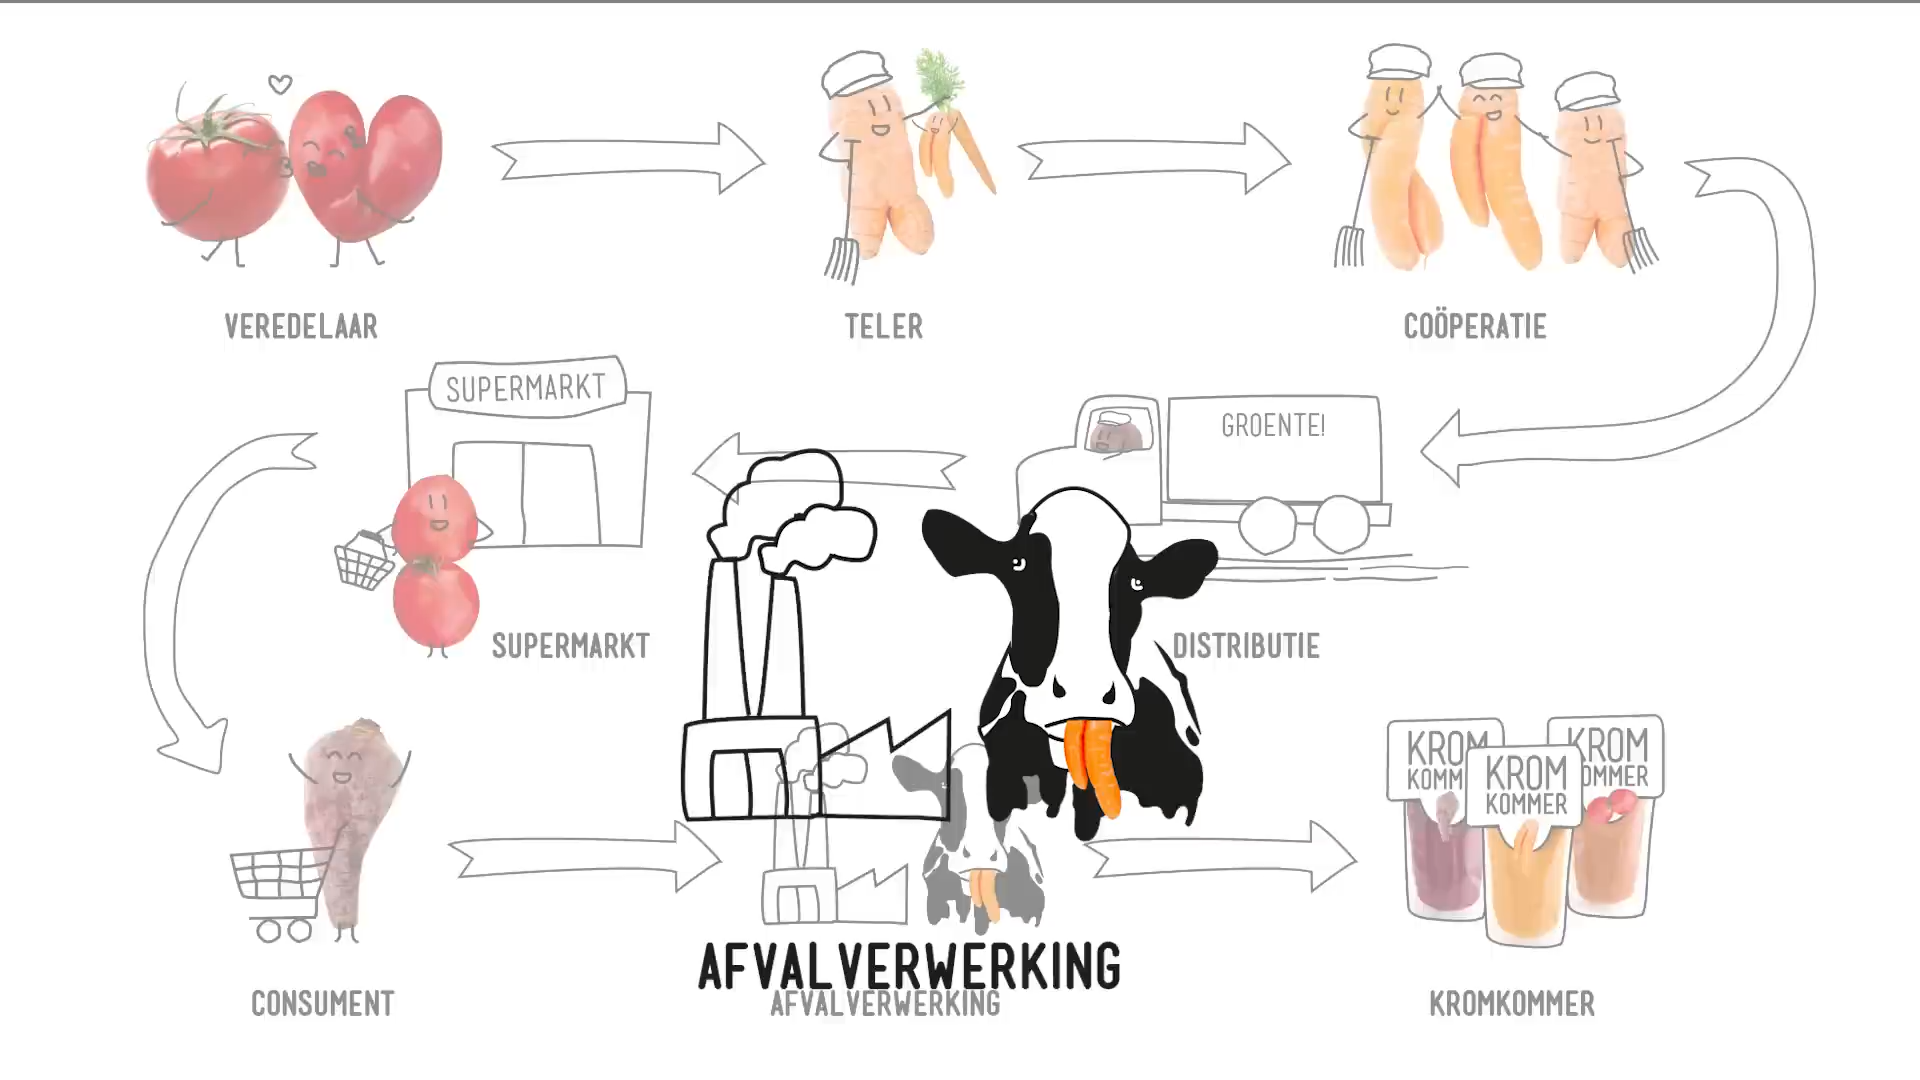 VEREDELAAR
TELER
COÖPERATIE
SUPERMARKT
GROENTE!
SUPERMARKT
DISTRIBUTIE
KROM
KOMM
KROM
KOMMER
KROM
OMMER
AFVALVERWERKING
CONSUMENT
AFVALVERWERKING
KROMKOMMER